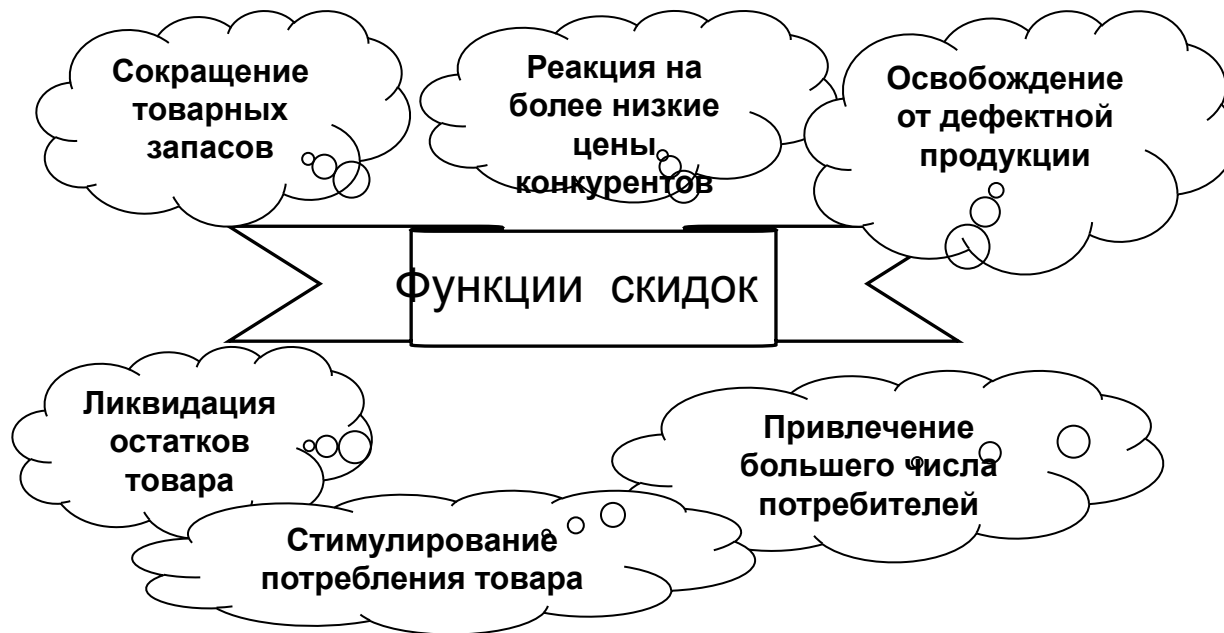 Сокращение
товарных
запасов
Реакция на
более низкие
цены
конкурентов
Освобождение
от дефектной
продукции
Функции скидок
Ликвидация
остатков
товара
Привлечение
большего числа
потребителей
Стимулирование
потребления товара